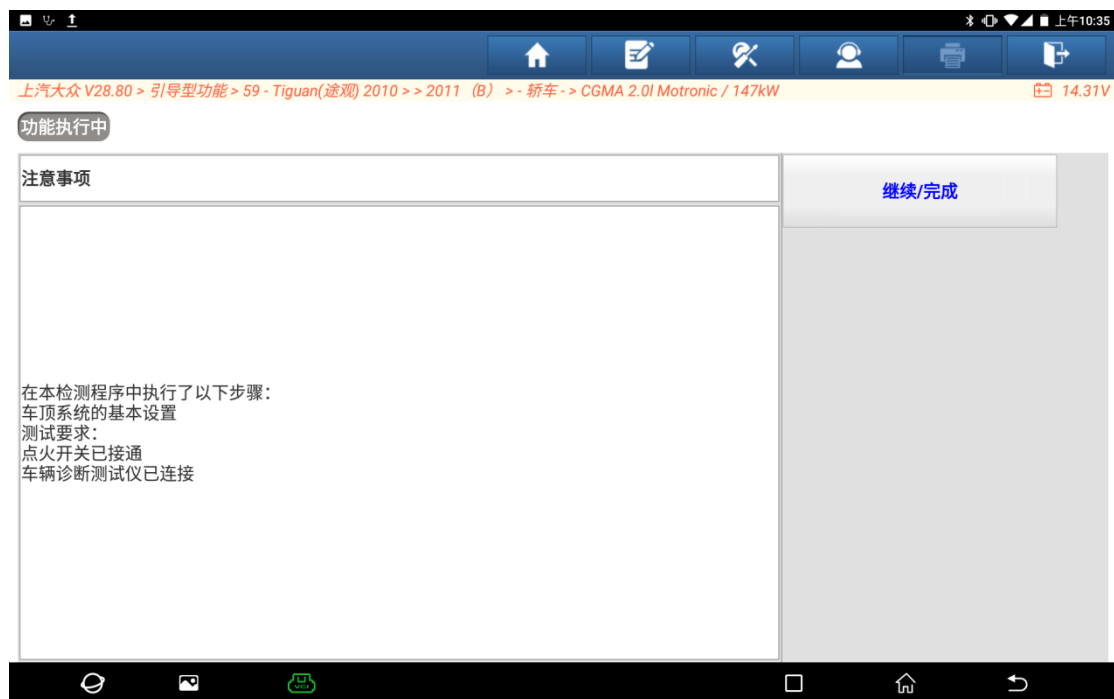 上午10:35
上汽大众 V28.80 > 引导型功能 > 59 - Tiguan(途观) 2010 > > 2011（B） > - 轿车 - > CGMA 2.0l Motronic / 147kW
14.31V
功能执行中
注意事项
继续/完成
在本检测程序中执行了以下步骤：
车顶系统的基本设置
测试要求：
点火开关已接通
车辆诊断测试仪已连接
VCI